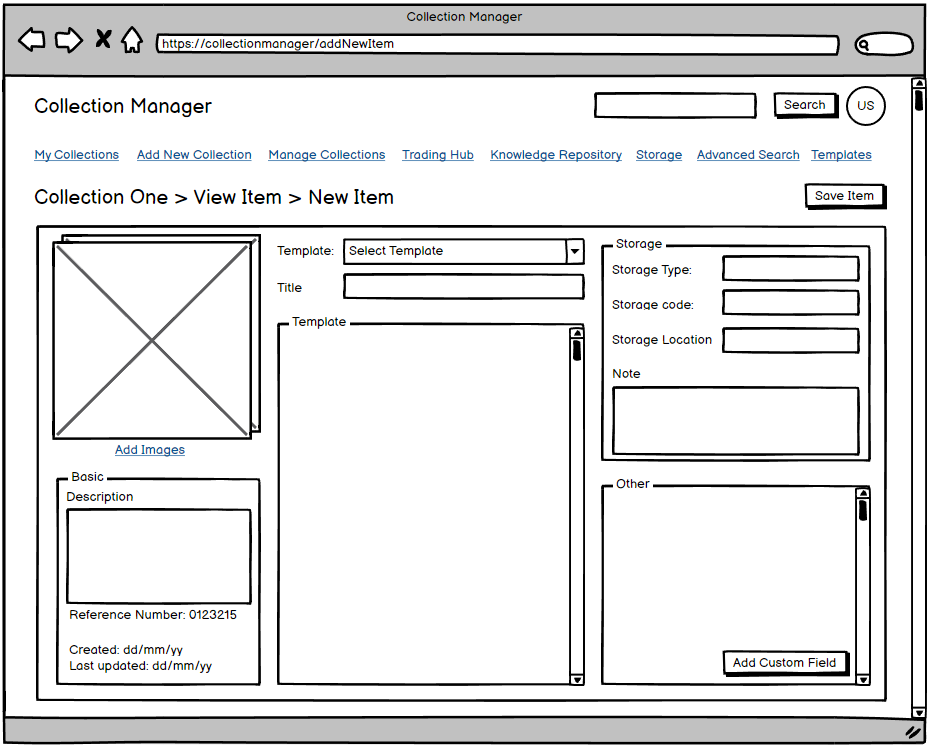 Collection Manager
https://collectionmanager/addNewItem
Collection Manager
Search
US
My Collections Add New Collection Manage Collections Trading Hub Knowledge Repository Storage Advanced Search Templates
Collection One > View Item > New Item
Save Item
Add Images
Basic
Description
Reference Number: 0123215
Created: dd/mm/yy
Last updated: dd/mm/yy
Template: Select Template
Title
Template
Storage
Storage Type:
Storage code:
Storage Location
Note
Other
Add Custom Field